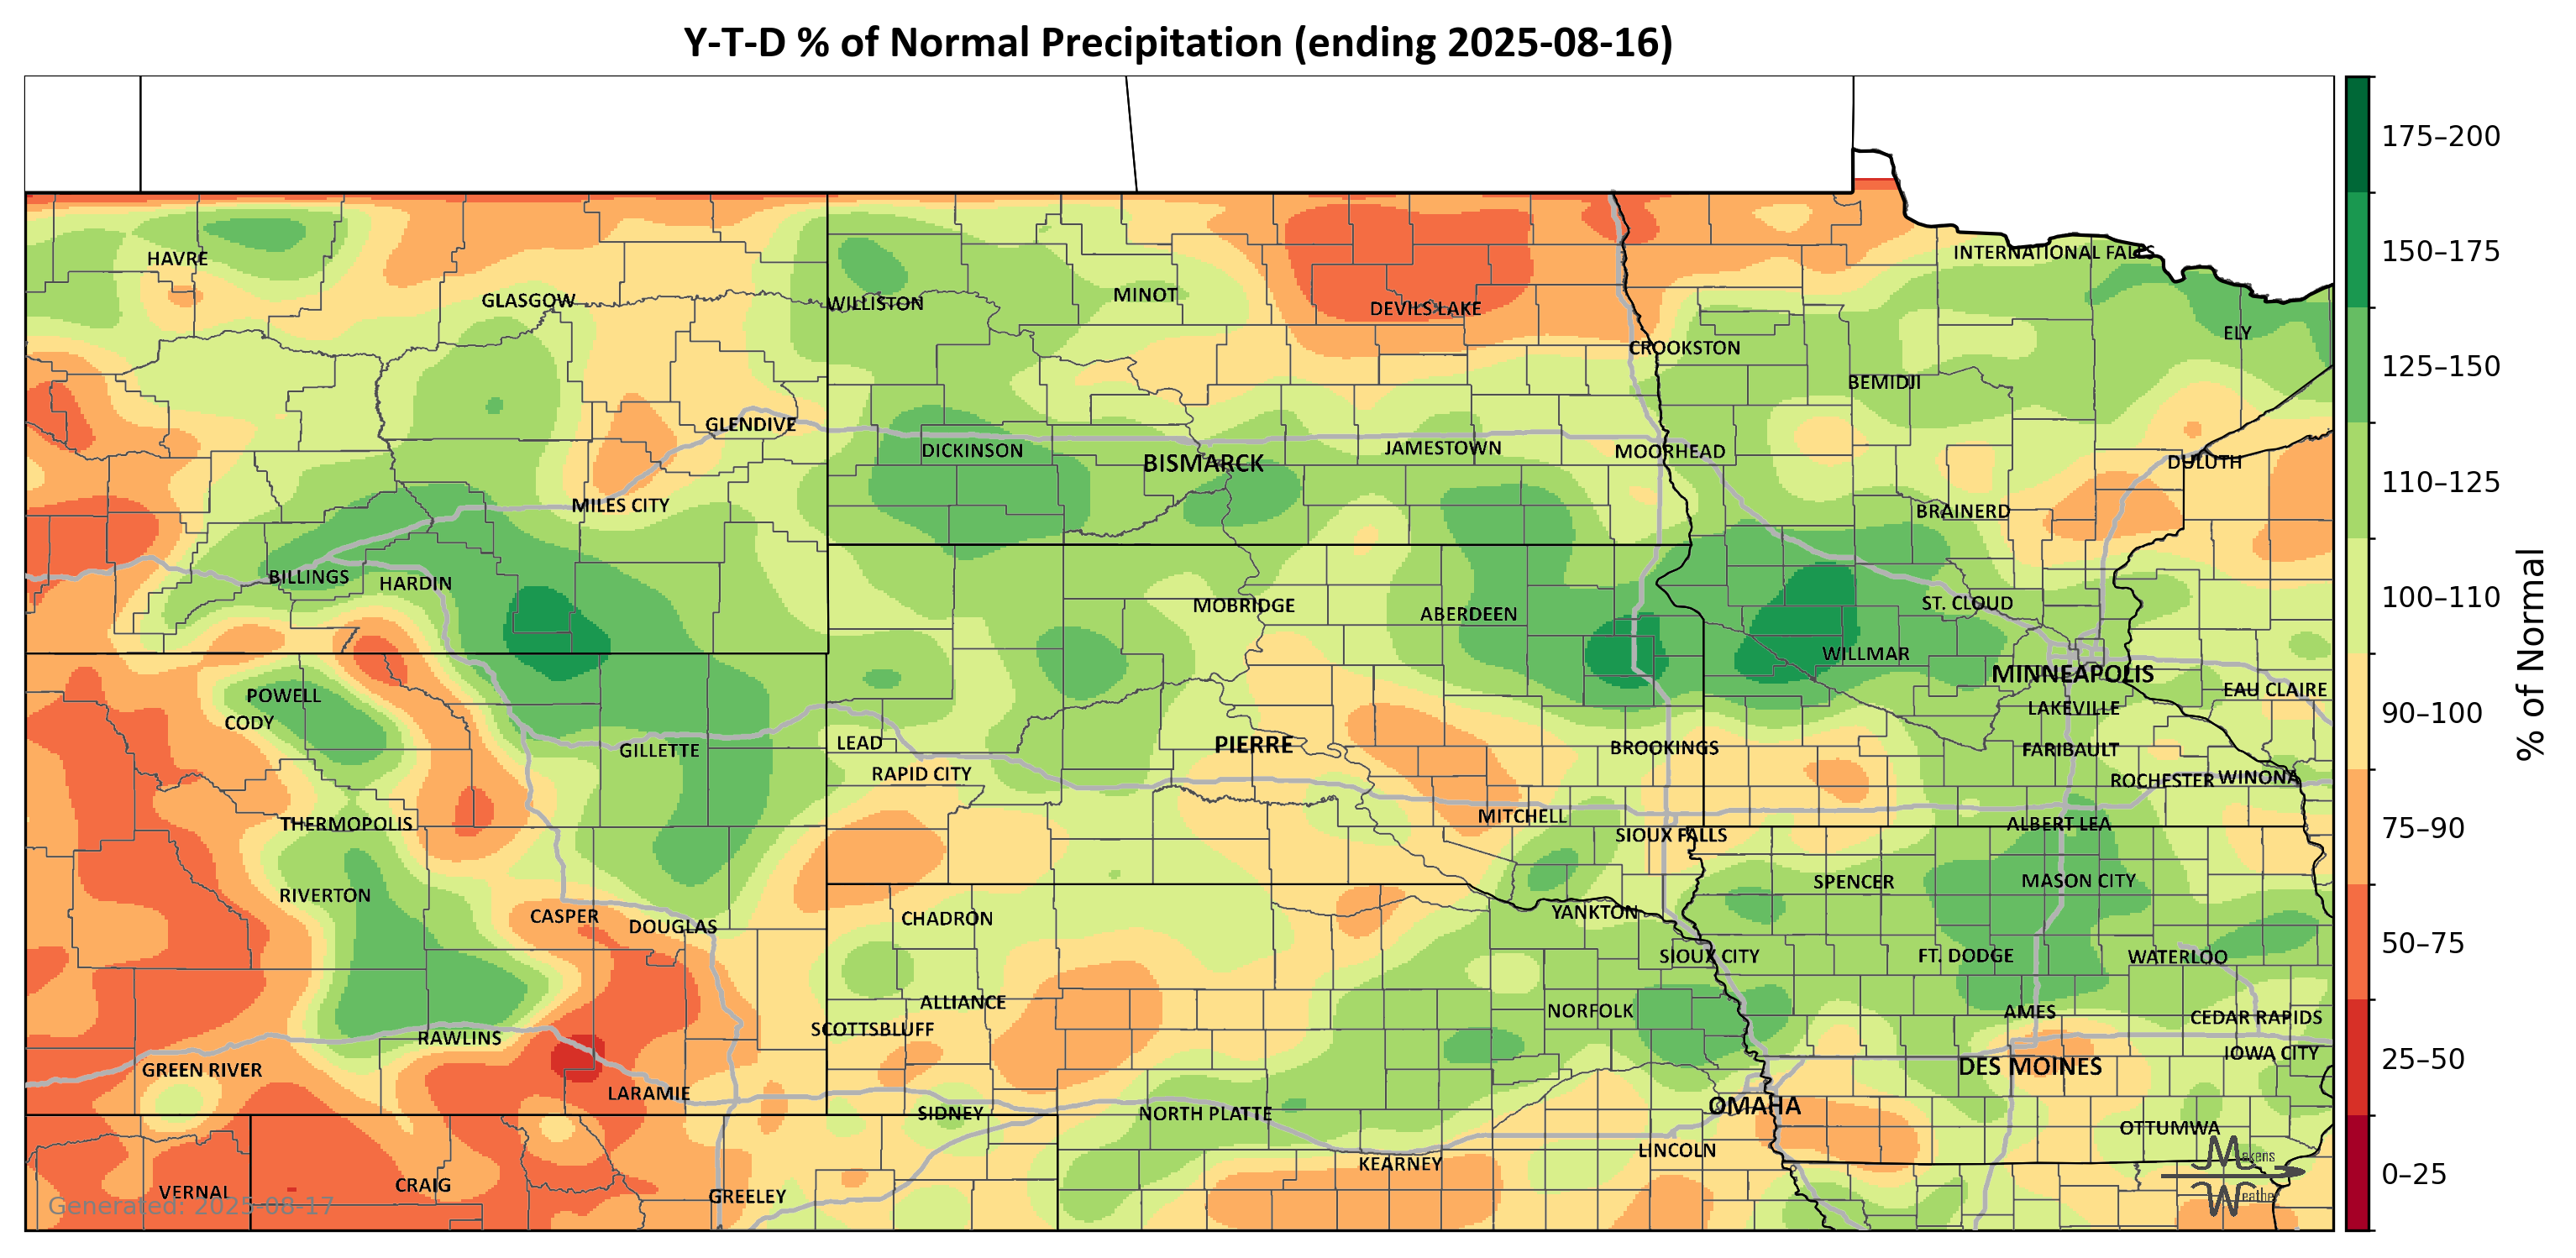 Y-T-D % of Normal Precipitation (ending 2025-08-16)
175–200
150–175
125–150
110–125
100–110
90–100
75–90
50–75
25–50
0–25
% of Normal
INTERNATIONAL FALLS
HAVRE
GLASGOW
WILLISTON
MINOT
DEVILS LAKE
ELY
CROOKSTON
BEMIDJI
GLENDIVE
DICKINSON
BISMARCK
JAMESTOWN
MOORHEAD
DULUTH
MILES CITY
BRAINERD
BILLINGS
HARDIN
MOBRIDGE
ABERDEEN
ST. CLOUD
WILLMAR
MINNEAPOLIS
POWELL
EAU CLAIRE
CODY
LAKEVILLE
GILLETTE
LEAD
PIERRE
BROOKINGS
FARIBAULT
RAPID CITY
ROCHESTER
WINONA
THERMOPOLIS
MITCHELL
ALBERT LEA
SIOUX FALLS
RIVERTON
SPENCER
MASON CITY
CASPER
DOUGLAS
CHADRON
YANKTON
SIOUX CITY
FT. DODGE
WATERLOO
ALLIANCE
NORFOLK
AMES
CEDAR RAPIDS
SCOTTSBLUFF
RAWLINS
IOWA CITY
GREEN RIVER
DES MOINES
LARAMIE
SIDNEY
NORTH PLATTE
OMAHA
OTTUMWA
LINCOLN
KEARNEY
VERNAL
CRAIG
GREELEY
Makens
Weather
Generated: 2025-08-17